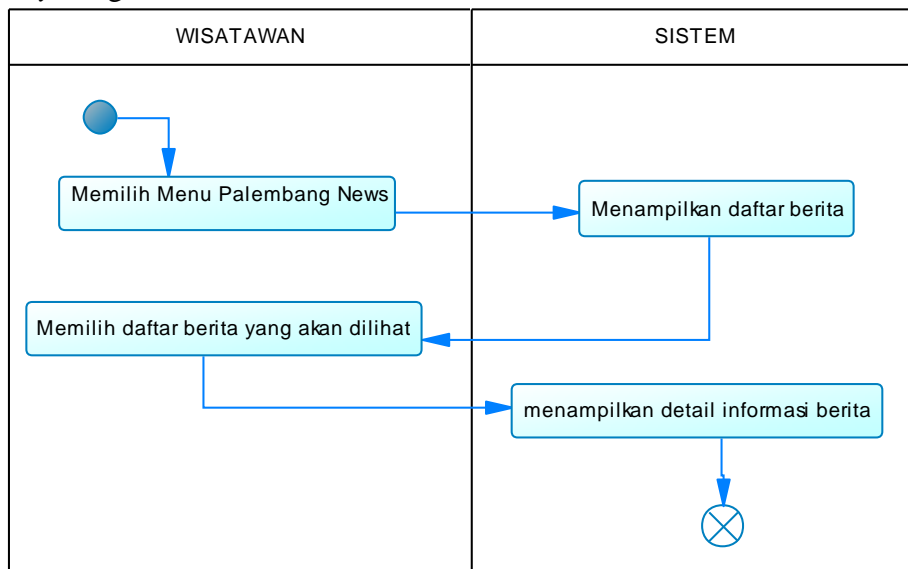 WISATAWAN
SISTEM
Memilih Menu Palembang News
Menampilkan daftar berita
Memilih daftar berita yang akan dilihat
menampilkan detail informasi berita